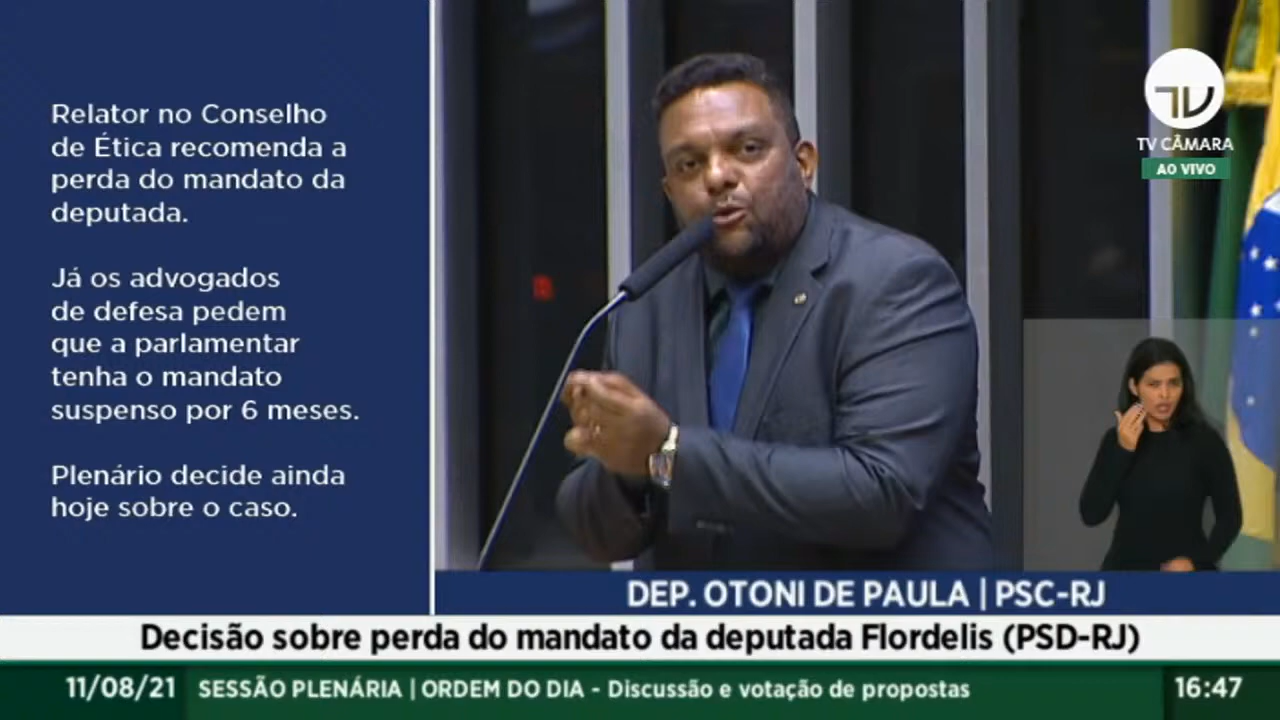 Relator no Conselho
de Ética recomenda a
perda do mandato da
deputada.
Já os advogados
de defesa pedem
que a parlamentar
tenha o mandato
suspenso por 6 meses.
Plenário decide ainda
hoje sobre o caso.
TV CÂMARA
AO VIVO
DEP. OTONI DE PAULA | PSC-RJ
Decisão sobre perda do mandato da deputada Flordelis (PSD-RJ)
11/08/21 SESSÃO PLENÁRIA | ORDEM DO DIA - Discussão e votação de propostas 16:47